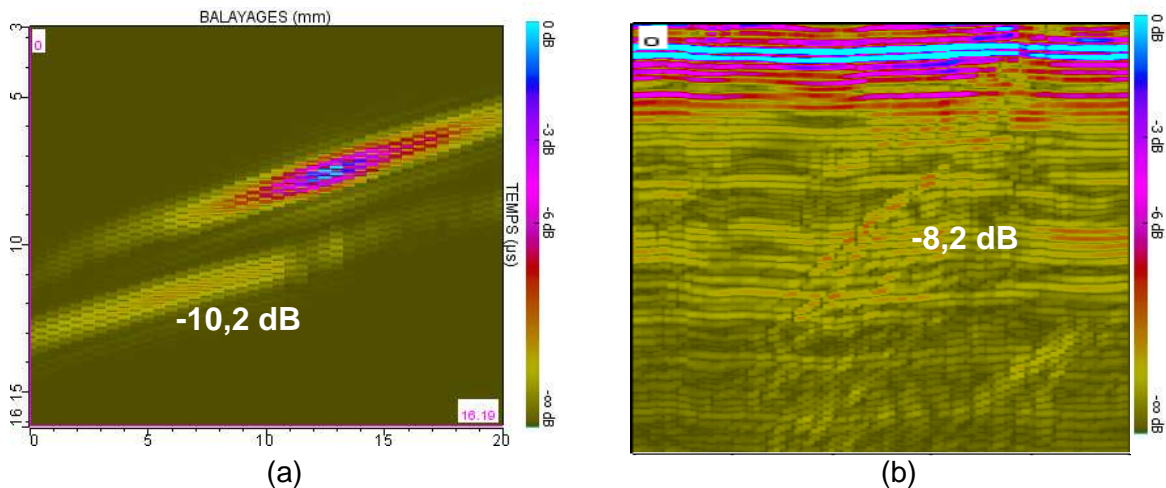 BALAYAGES (mm)
0
3
5
10
15
16.15
0
5
10
15
20
16.19
TEMPS (µs)
-10,2 dB
0 dB
-3 dB
-6 dB
-∞ dB
(a)
0
-8,2 dB
0 dB
-3 dB
-6 dB
-∞ dB
(b)